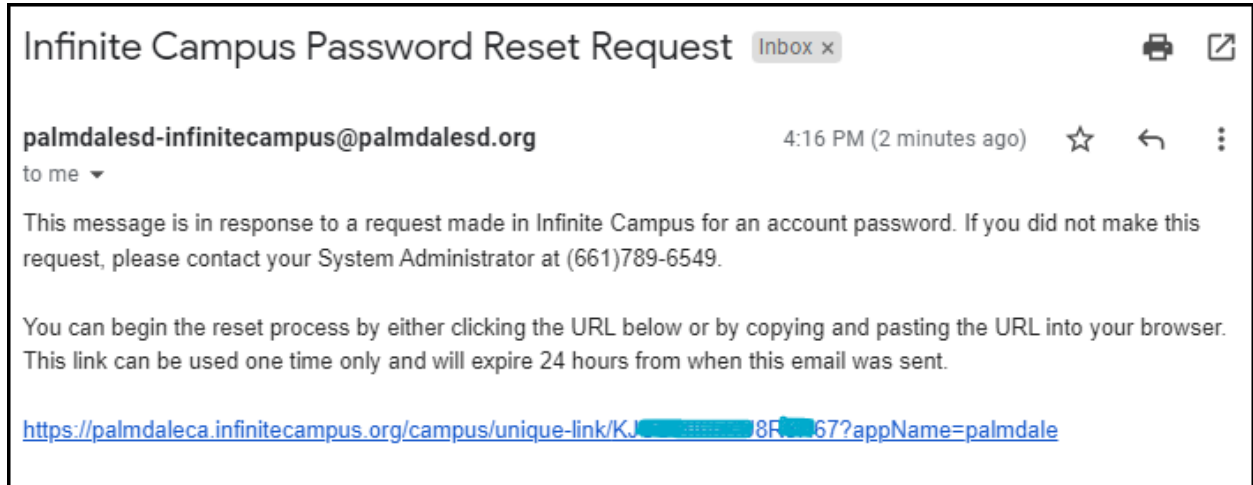 Infinite Campus Password Reset Request Inbox x
palmdalesd-infinitecampus@palmdalesd.org 4:16 PM (2 minutes ago)
to me
This message is in response to a request made in Infinite Campus for an account password. If you did not make this
request, please contact your System Administrator at (661)789-6549.
You can begin the reset process by either clicking the URL below or by copying and pasting the URL into your browser.
This link can be used one time only and will expire 24 hours from when this email was sent.
https://palmdaleca.infinitecampus.org/campus/unique-link/KJ 8R 67?appName=palmdale